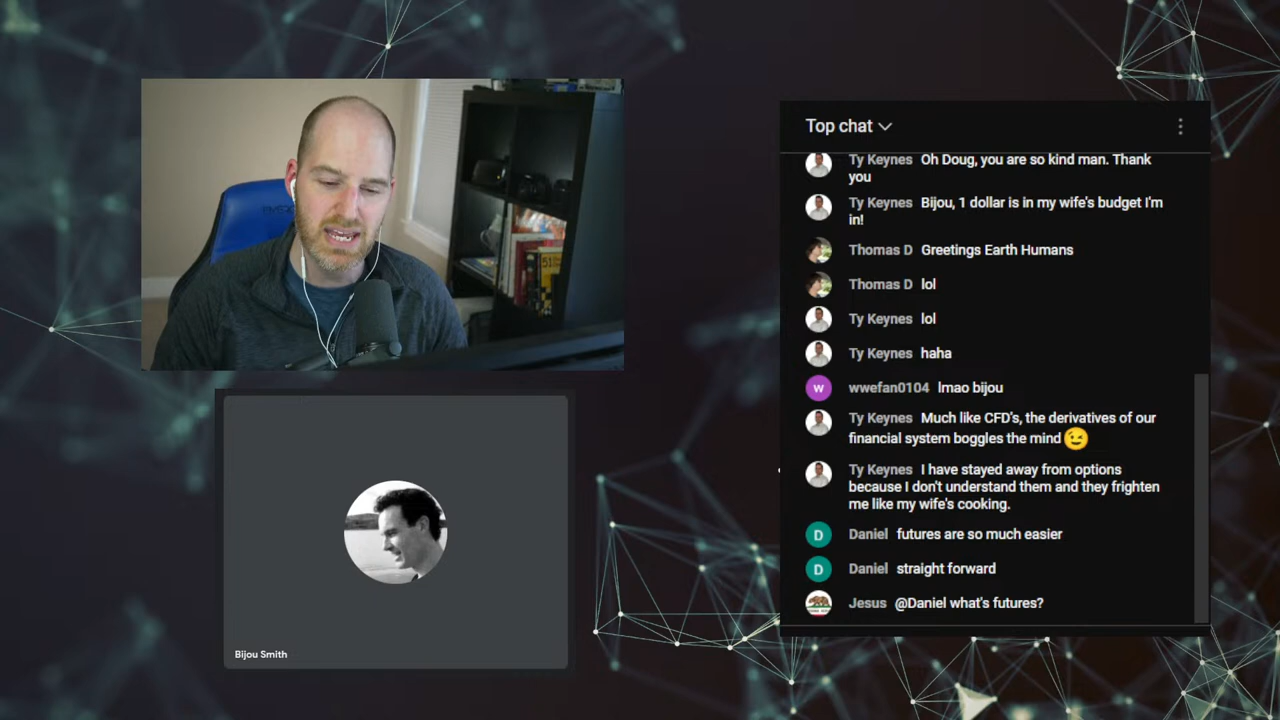 Top chat
Ty Keynes Oh Doug, you are so kind man. Thank
you
Ty Keynes Bijou, 1 dollar is in my wife's budget I'm
in!
Thomas D Greetings Earth Humans
Thomas D lol
Ty Keynes lol
Ty Keynes haha
W wwefan0104 lmao bijou
Ty Keynes Much like CFD's, the derivatives of our
financial system boggles the mind 😉
Ty Keynes I have stayed away from options
because I don't understand them and they frighten
me like my wife's cooking.
D Daniel futures are so much easier
D Daniel straight forward
Jesus @Daniel what's futures?
Bijou Smith